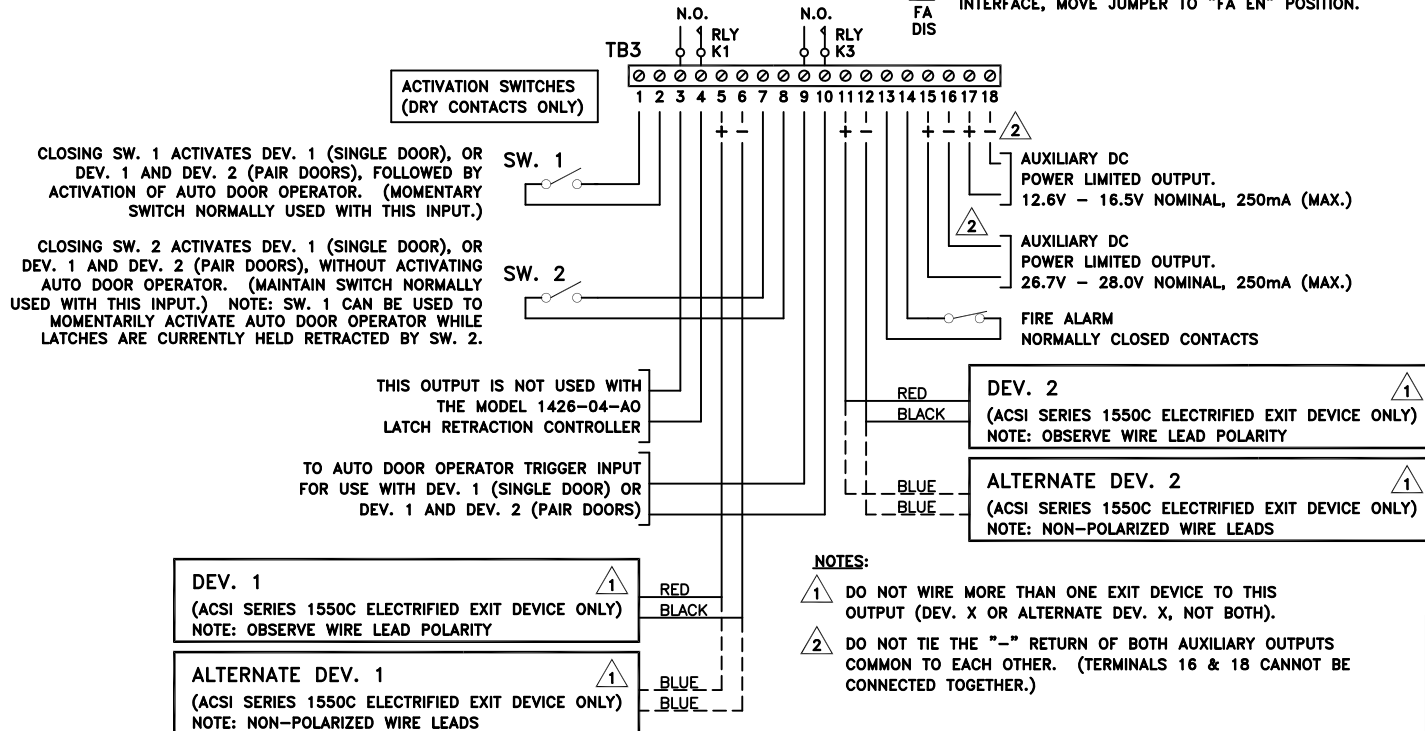 INTERFACE, MOVE JUMPER TO "FA EN" POSITION.
FA
DIS
N.O.
N.O.
RLY
K1
RLY
K3
TB3
ACTIVATION SWITCHES
(DRY CONTACTS ONLY)
1 2 3 4 5 6 7 8 9 10 11 12 13 14 15 16 17 18
+ - + - + - + -
2
CLOSING SW. 1 ACTIVATES DEV. 1 (SINGLE DOOR), OR
DEV. 1 AND DEV. 2 (PAIR DOORS), FOLLOWED BY
ACTIVATION OF AUTO DOOR OPERATOR. (MOMENTARY
SWITCH NORMALLY USED WITH THIS INPUT.)
SW. 1
AUXILIARY DC
POWER LIMITED OUTPUT.
12.6V - 16.5V NOMINAL, 250mA (MAX.)
2
CLOSING SW. 2 ACTIVATES DEV. 1 (SINGLE DOOR), OR
DEV. 1 AND DEV. 2 (PAIR DOORS), WITHOUT ACTIVATING
AUTO DOOR OPERATOR. (MAINTAIN SWITCH NORMALLY
USED WITH THIS INPUT.) NOTE: SW. 1 CAN BE USED TO
MOMENTARILY ACTIVATE AUTO DOOR OPERATOR WHILE
LATCHES ARE CURRENTLY HELD RETRACTED BY SW. 2.
SW. 2
AUXILIARY DC
POWER LIMITED OUTPUT.
26.7V - 28.0V NOMINAL, 250mA (MAX.)
FIRE ALARM
NORMALLY CLOSED CONTACTS
THIS OUTPUT IS NOT USED WITH
THE MODEL 1426-04-AO
LATCH RETRACTION CONTROLLER
RED
BLACK
DEV. 2
1
(ACSI SERIES 1550C ELECTRIFIED EXIT DEVICE ONLY)
NOTE: OBSERVE WIRE LEAD POLARITY
TO AUTO DOOR OPERATOR TRIGGER INPUT
FOR USE WITH DEV. 1 (SINGLE DOOR) OR
DEV. 1 AND DEV. 2 (PAIR DOORS)
BLUE
BLUE
ALTERNATE DEV. 2
1
(ACSI SERIES 1550C ELECTRIFIED EXIT DEVICE ONLY)
NOTE: NON-POLARIZED WIRE LEADS
DEV. 1
1
(ACSI SERIES 1550C ELECTRIFIED EXIT DEVICE ONLY)
NOTE: OBSERVE WIRE LEAD POLARITY
RED
BLACK
ALTERNATE DEV. 1
1
(ACSI SERIES 1550C ELECTRIFIED EXIT DEVICE ONLY)
NOTE: NON-POLARIZED WIRE LEADS
BLUE
BLUE
NOTES:
1 DO NOT WIRE MORE THAN ONE EXIT DEVICE TO THIS
OUTPUT (DEV. X OR ALTERNATE DEV. X, NOT BOTH).
2 DO NOT TIE THE "-" RETURN OF BOTH AUXILIARY OUTPUTS
COMMON TO EACH OTHER. (TERMINALS 16 & 18 CANNOT BE
CONNECTED TOGETHER.)